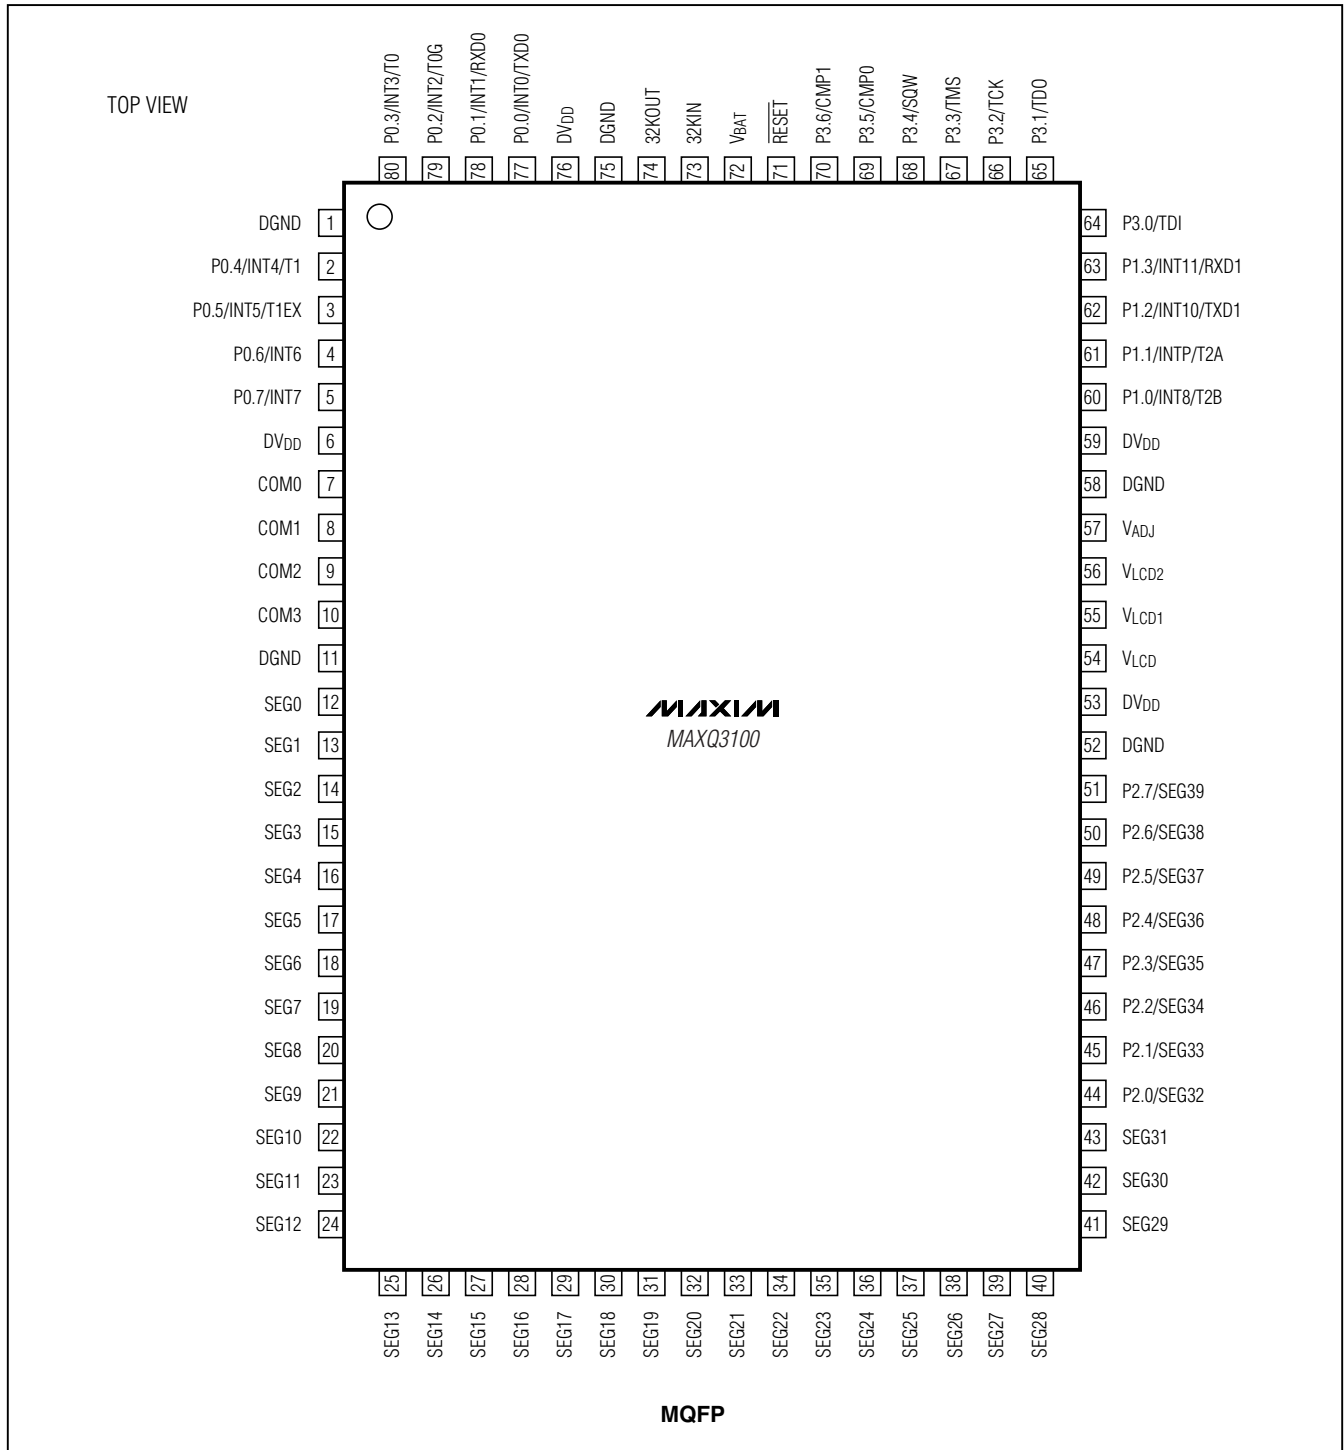 TOP VIEW
P0.3/INT3/T0
P0.2/INT2/T0G
P0.1/INT1/RXD0
P0.0/INT0/TXD0
DVDD
DGND
32KOUT
32KIN
VBAT
RESET
P3.6/CMP1
P3.5/CMP0
P3.4/SQW
P3.3/TMS
P3.2/TCK
P3.1/TDO
80 79 78 77 76 75 74 73 72 71 70 69 68 67 66 65
DGND 1
P0.4/INT4/T1 2
P0.5/INT5/T1EX 3
P0.6/INT6 4
P0.7/INT7 5
DVDD 6
COM0 7
COM1 8
COM2 9
COM3 10
DGND 11
SEG0 12
SEG1 13
SEG2 14
SEG3 15
SEG4 16
SEG5 17
SEG6 18
SEG7 19
SEG8 20
SEG9 21
SEG10 22
SEG11 23
SEG12 24
MAXIM
MAXQ3100
64 P3.0/TDI
63 P1.3/INT11/RXD1
62 P1.2/INT10/TXD1
61 P1.1/INTP/T2A
60 P1.0/INT8/T2B
59 DVDD
58 DGND
57 VADJ
56 VLCD2
55 VLCD1
54 VLCD
53 DVDD
52 DGND
51 P2.7/SEG39
50 P2.6/SEG38
49 P2.5/SEG37
48 P2.4/SEG36
47 P2.3/SEG35
46 P2.2/SEG34
45 P2.1/SEG33
44 P2.0/SEG32
43 SEG31
42 SEG30
41 SEG29
25 26 27 28 29 30 31 32 33 34 35 36 37 38 39 40
SEG13
SEG14
SEG15
SEG16
SEG17
SEG18
SEG19
SEG20
SEG21
SEG22
SEG23
SEG24
SEG25
SEG26
SEG27
SEG28
MQFP